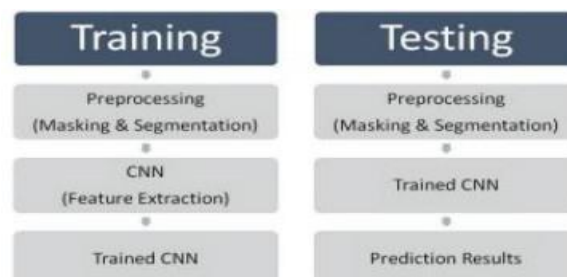 Training
Preprocessing
(Masking & Segmentation)
CNN
(Feature Extraction)
Trained CNN
Testing
Preprocessing
(Masking & Segmentation)
Trained CNN
Prediction Results